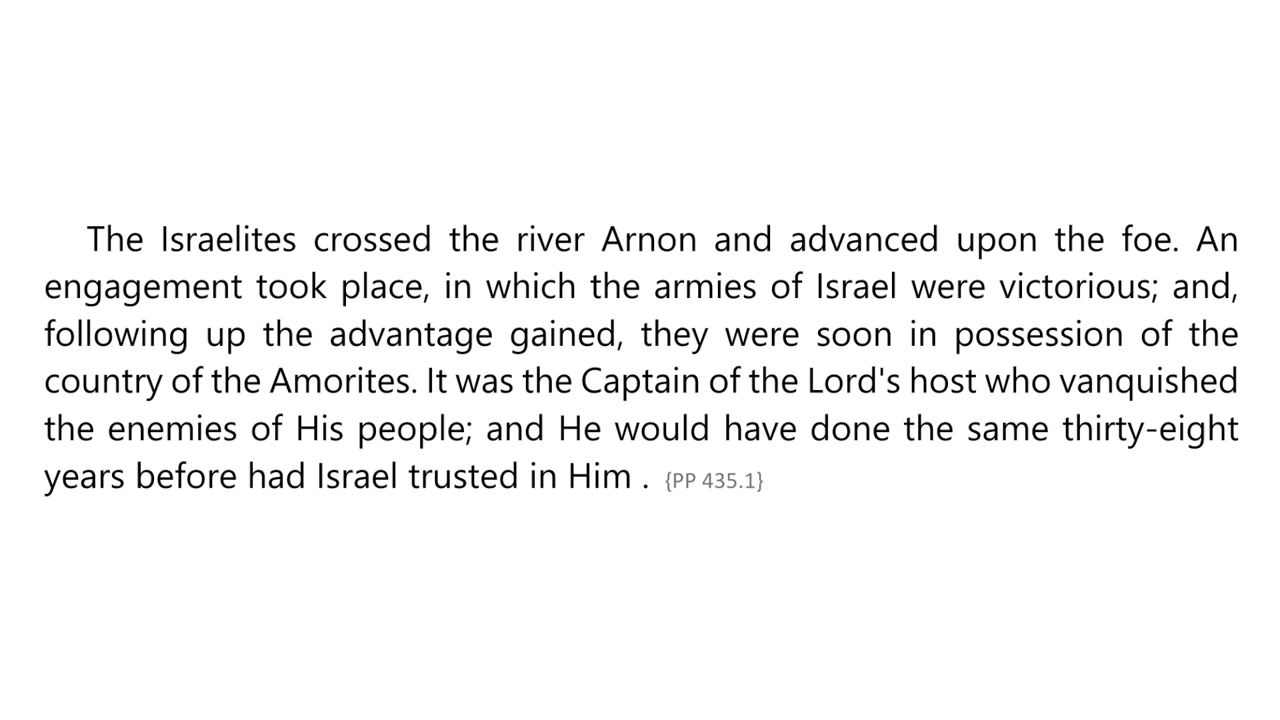 The Israelites crossed the river Arnon and advanced upon the foe. An
engagement took place, in which the armies of Israel were victorious; and,
following up the advantage gained, they were soon in possession of the
country of the Amorites. It was the Captain of the Lord's host who vanquished
the enemies of His people; and He would have done the same thirty-eight
years before had Israel trusted in Him . {PP 435.1}